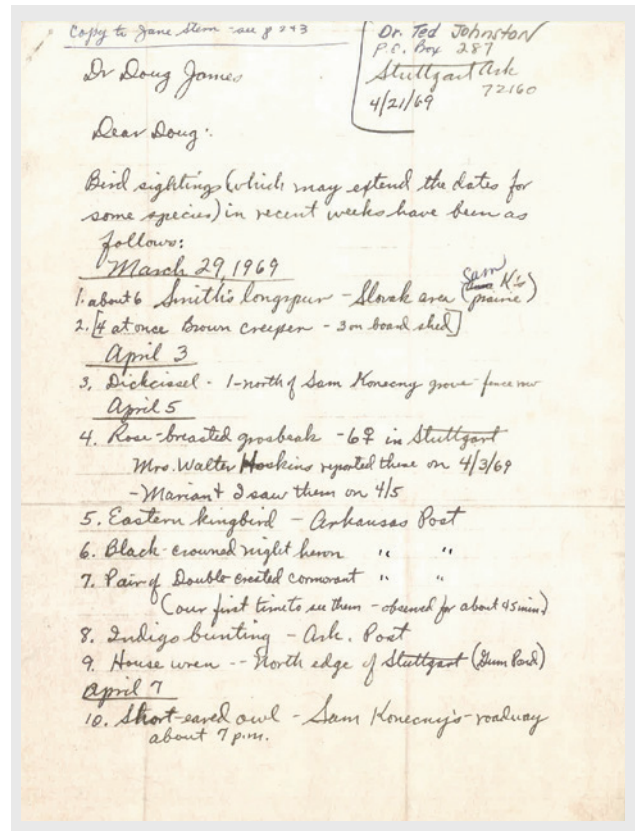 Copy to Jane Stern - see p 243
Dr. Ted Johnston
P.O. Box 287
Stuttgart Ark
72160
4/21/69
Dr Doug James
Dear Doug:
Bird sightings (which may extend the dates for
some species) in recent weeks have been as
follows:
March 29, 1969
1. about 6 Smith's longspur - Slovak area (Sam K's prairie)
2. [4 at once Brown creeper - 3 on board shed]
April 3
3. Dickcissel - 1-north of Sam Konecny grove - fence row
April 5
4. Rose-breasted grosbeak - 6♀ in Stuttgart
Mrs. Walter Hoskins reported these on 4/3/69
- Marian & I saw them on 4/5
5. Eastern kingbird - Arkansas Post
6. Black-crowned night heron " "
7. Pair of Double crested cormorant " "
(our first time to see them - observed for about 45 min.)
8. Indigo bunting - Ark. Post
9. House wren -- North edge of Stuttgart (Gum Pond)
April 7
10. Short-eared owl - Sam Konecny's - roadway
about 7 p.m.